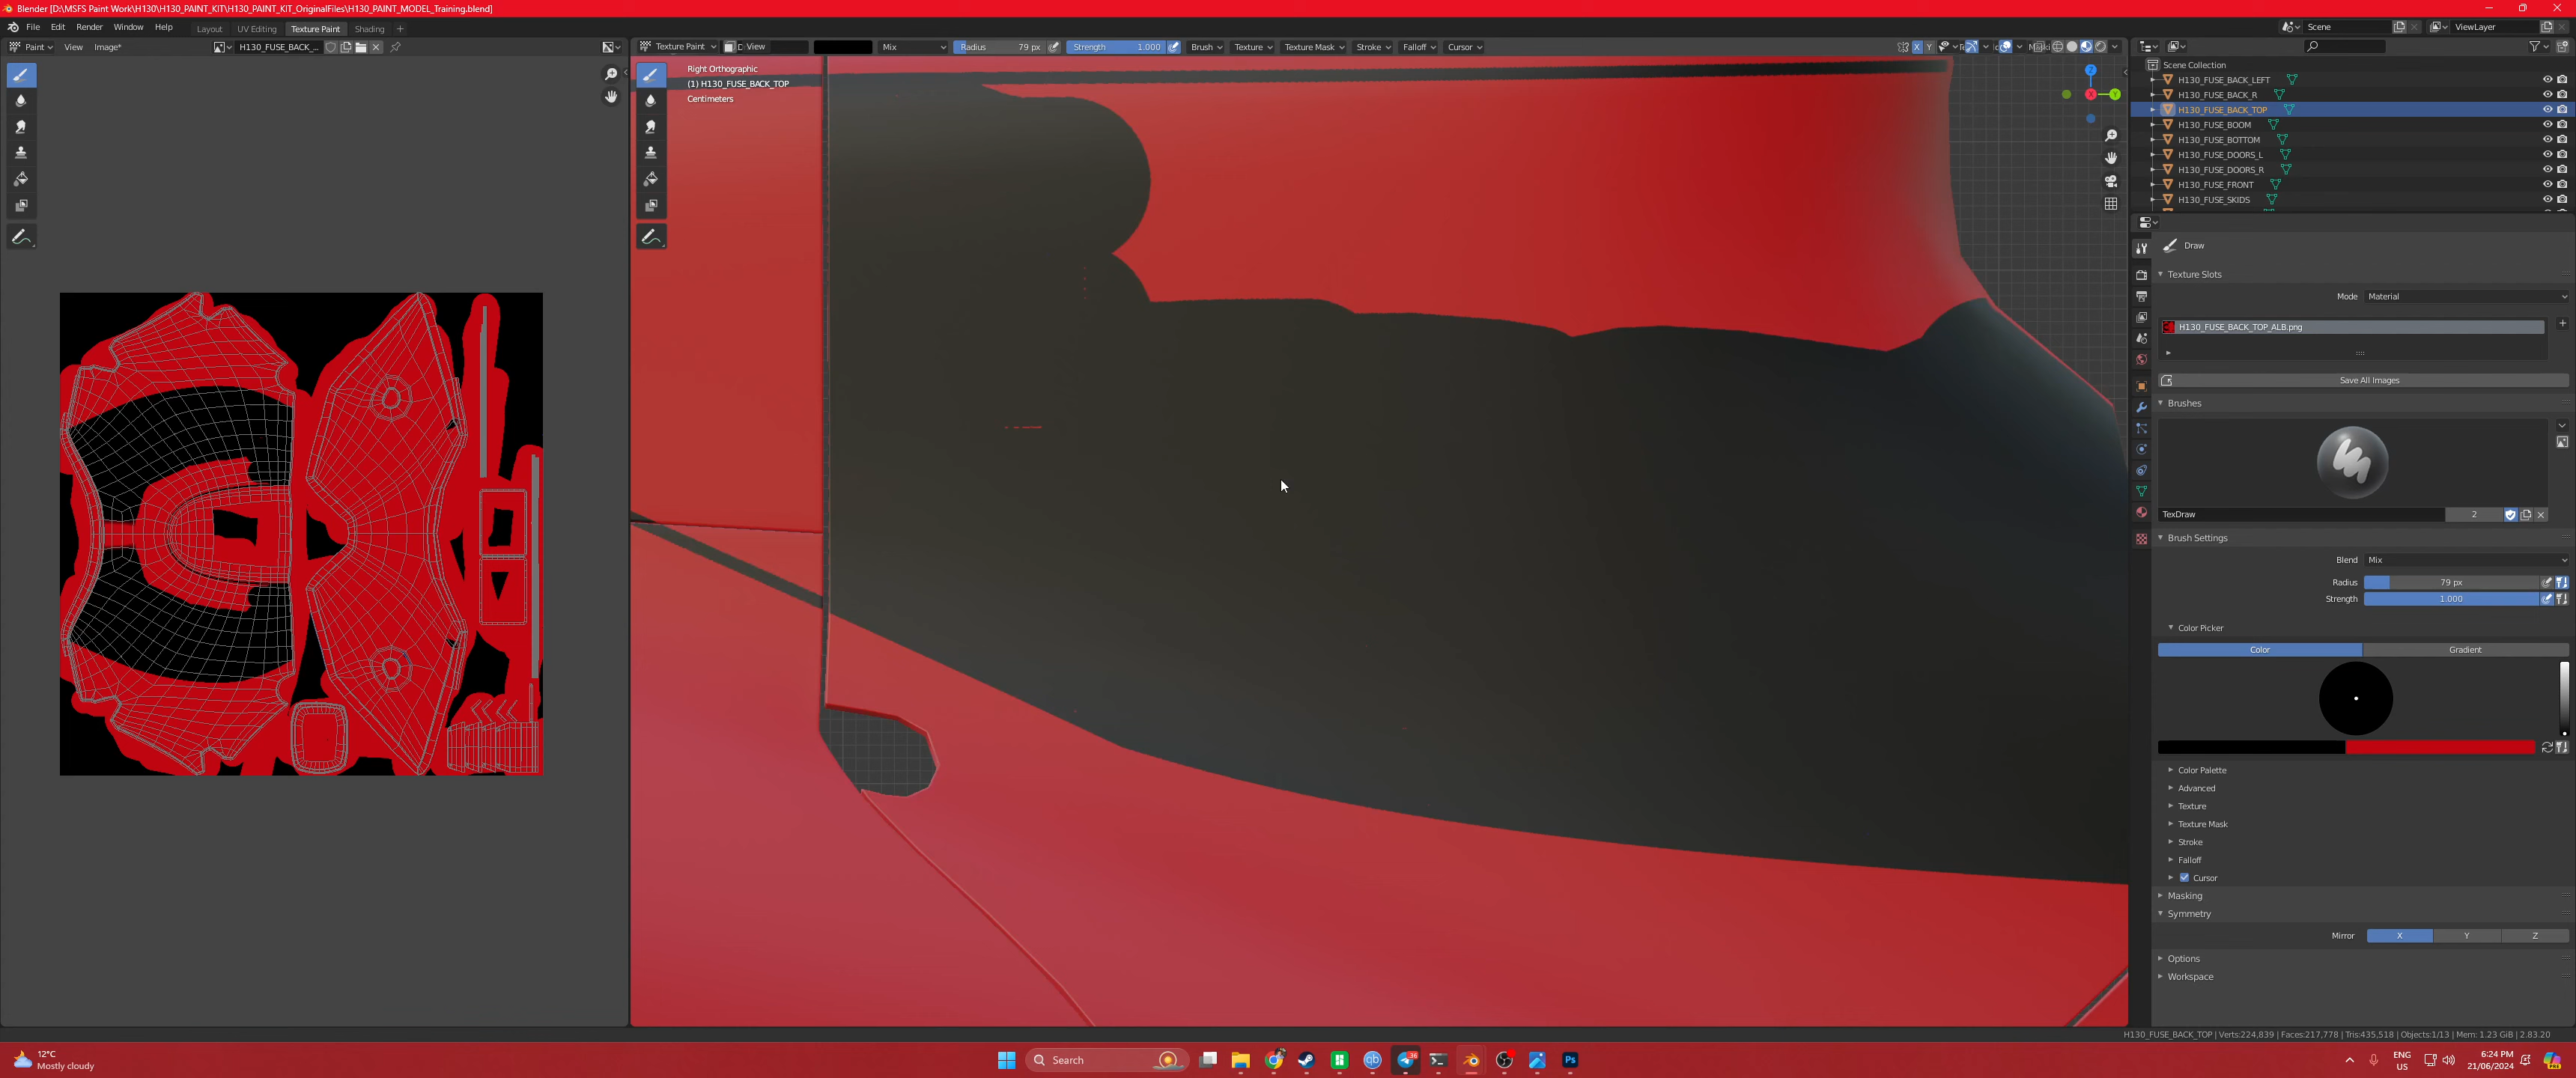 Blender [D:\MSFS Paint Work\H130\H130_PAINT_KIT\H130_PAINT_KIT_OriginalFiles\H130_PAINT_MODEL_Training.blend]
File Edit Render Window Help Layout UV Editing Texture Paint Shading + Scene ViewLayer
Paint View Image* H130_FUSE_BACK_... Texture Paint View Mix Radius 79 px Strength 1.000 Brush Texture Texture Mask Stroke Falloff Cursor X Y
Right Orthographic
(1) H130_FUSE_BACK_TOP
Centimeters
Z
X
Y
Scene Collection
H130_FUSE_BACK_LEFT
H130_FUSE_BACK_R
H130_FUSE_BACK_TOP
H130_FUSE_BOOM
H130_FUSE_BOTTOM
H130_FUSE_DOORS_L
H130_FUSE_DOORS_R
H130_FUSE_FRONT
H130_FUSE_SKIDS
Draw
Texture Slots
Mode Material
H130_FUSE_BACK_TOP_ALB.png
Save All Images
Brushes
TexDraw 2
Brush Settings
Blend Mix
Radius 79 px
Strength 1.000
Color Picker
Color Gradient
Color Palette
Advanced
Texture
Texture Mask
Stroke
Falloff
Cursor
Masking
Symmetry
Mirror X Y Z
Options
Workspace
H130_FUSE_BACK_TOP | Verts:224,839 | Faces:217,778 | Tris:435,518 | Objects:1/13 | Mem: 1.23 GiB | 2.83.20
12°C
Mostly cloudy
Search
qb
36
Ps
ENG
US
6:24 PM
21/06/2024